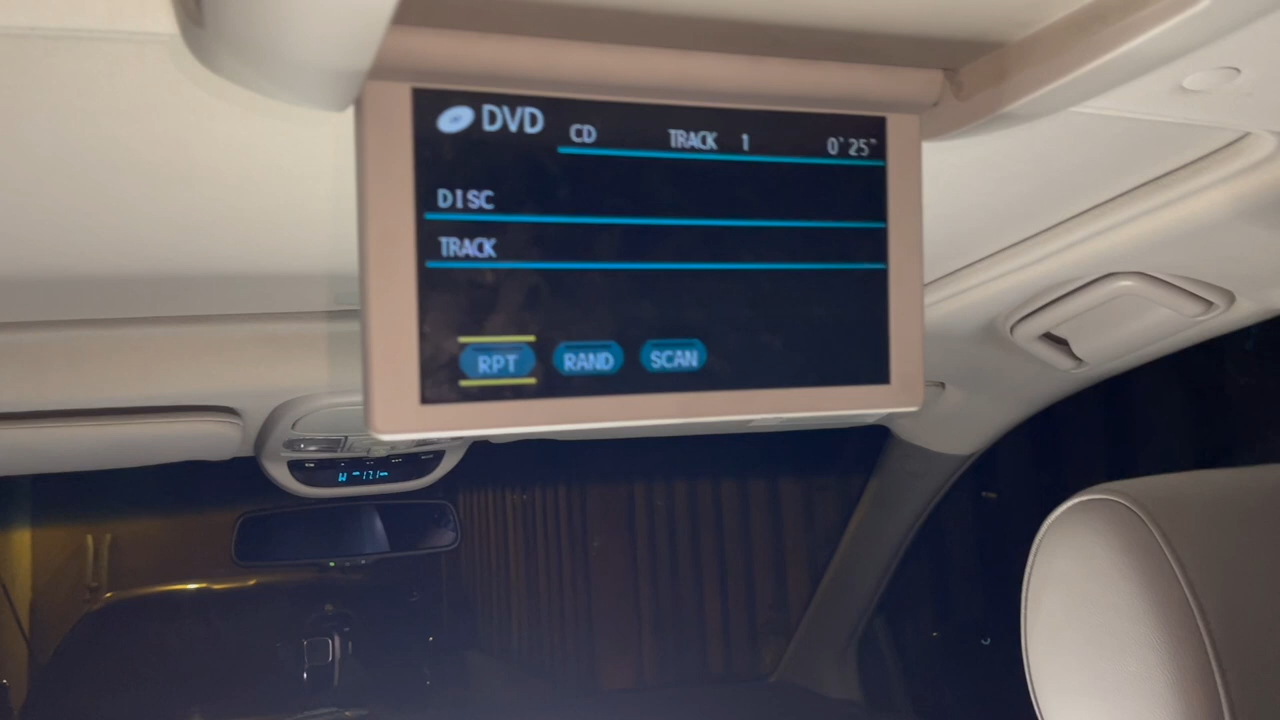 DVD
CD TRACK 1 0'25"
DISC
TRACK
RPT RAND SCAN